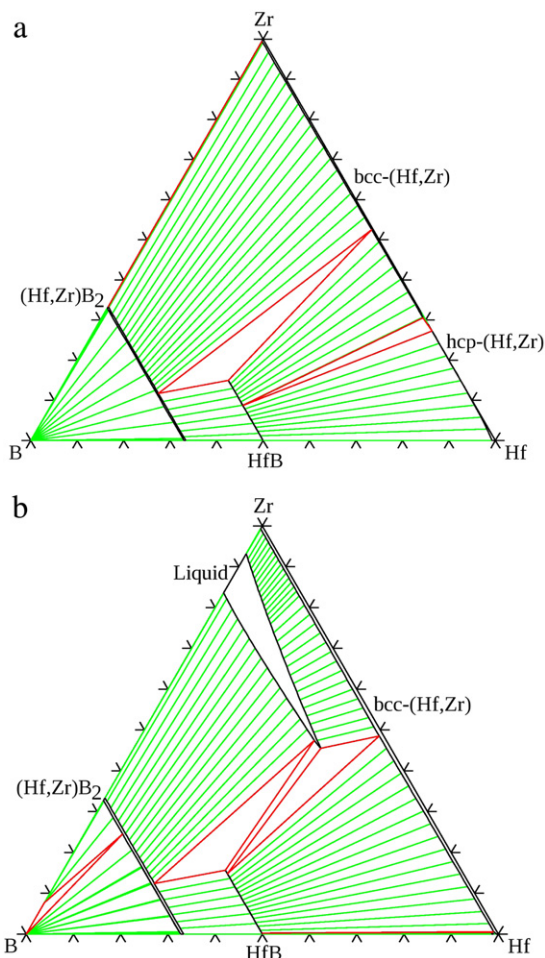 a
Zr
bcc-(Hf,Zr)
(Hf,Zr)B2
hcp-(Hf,Zr)
B
HfB
Hf
b
Zr
Liquid
bcc-(Hf,Zr)
(Hf,Zr)B2
B
HfB
Hf